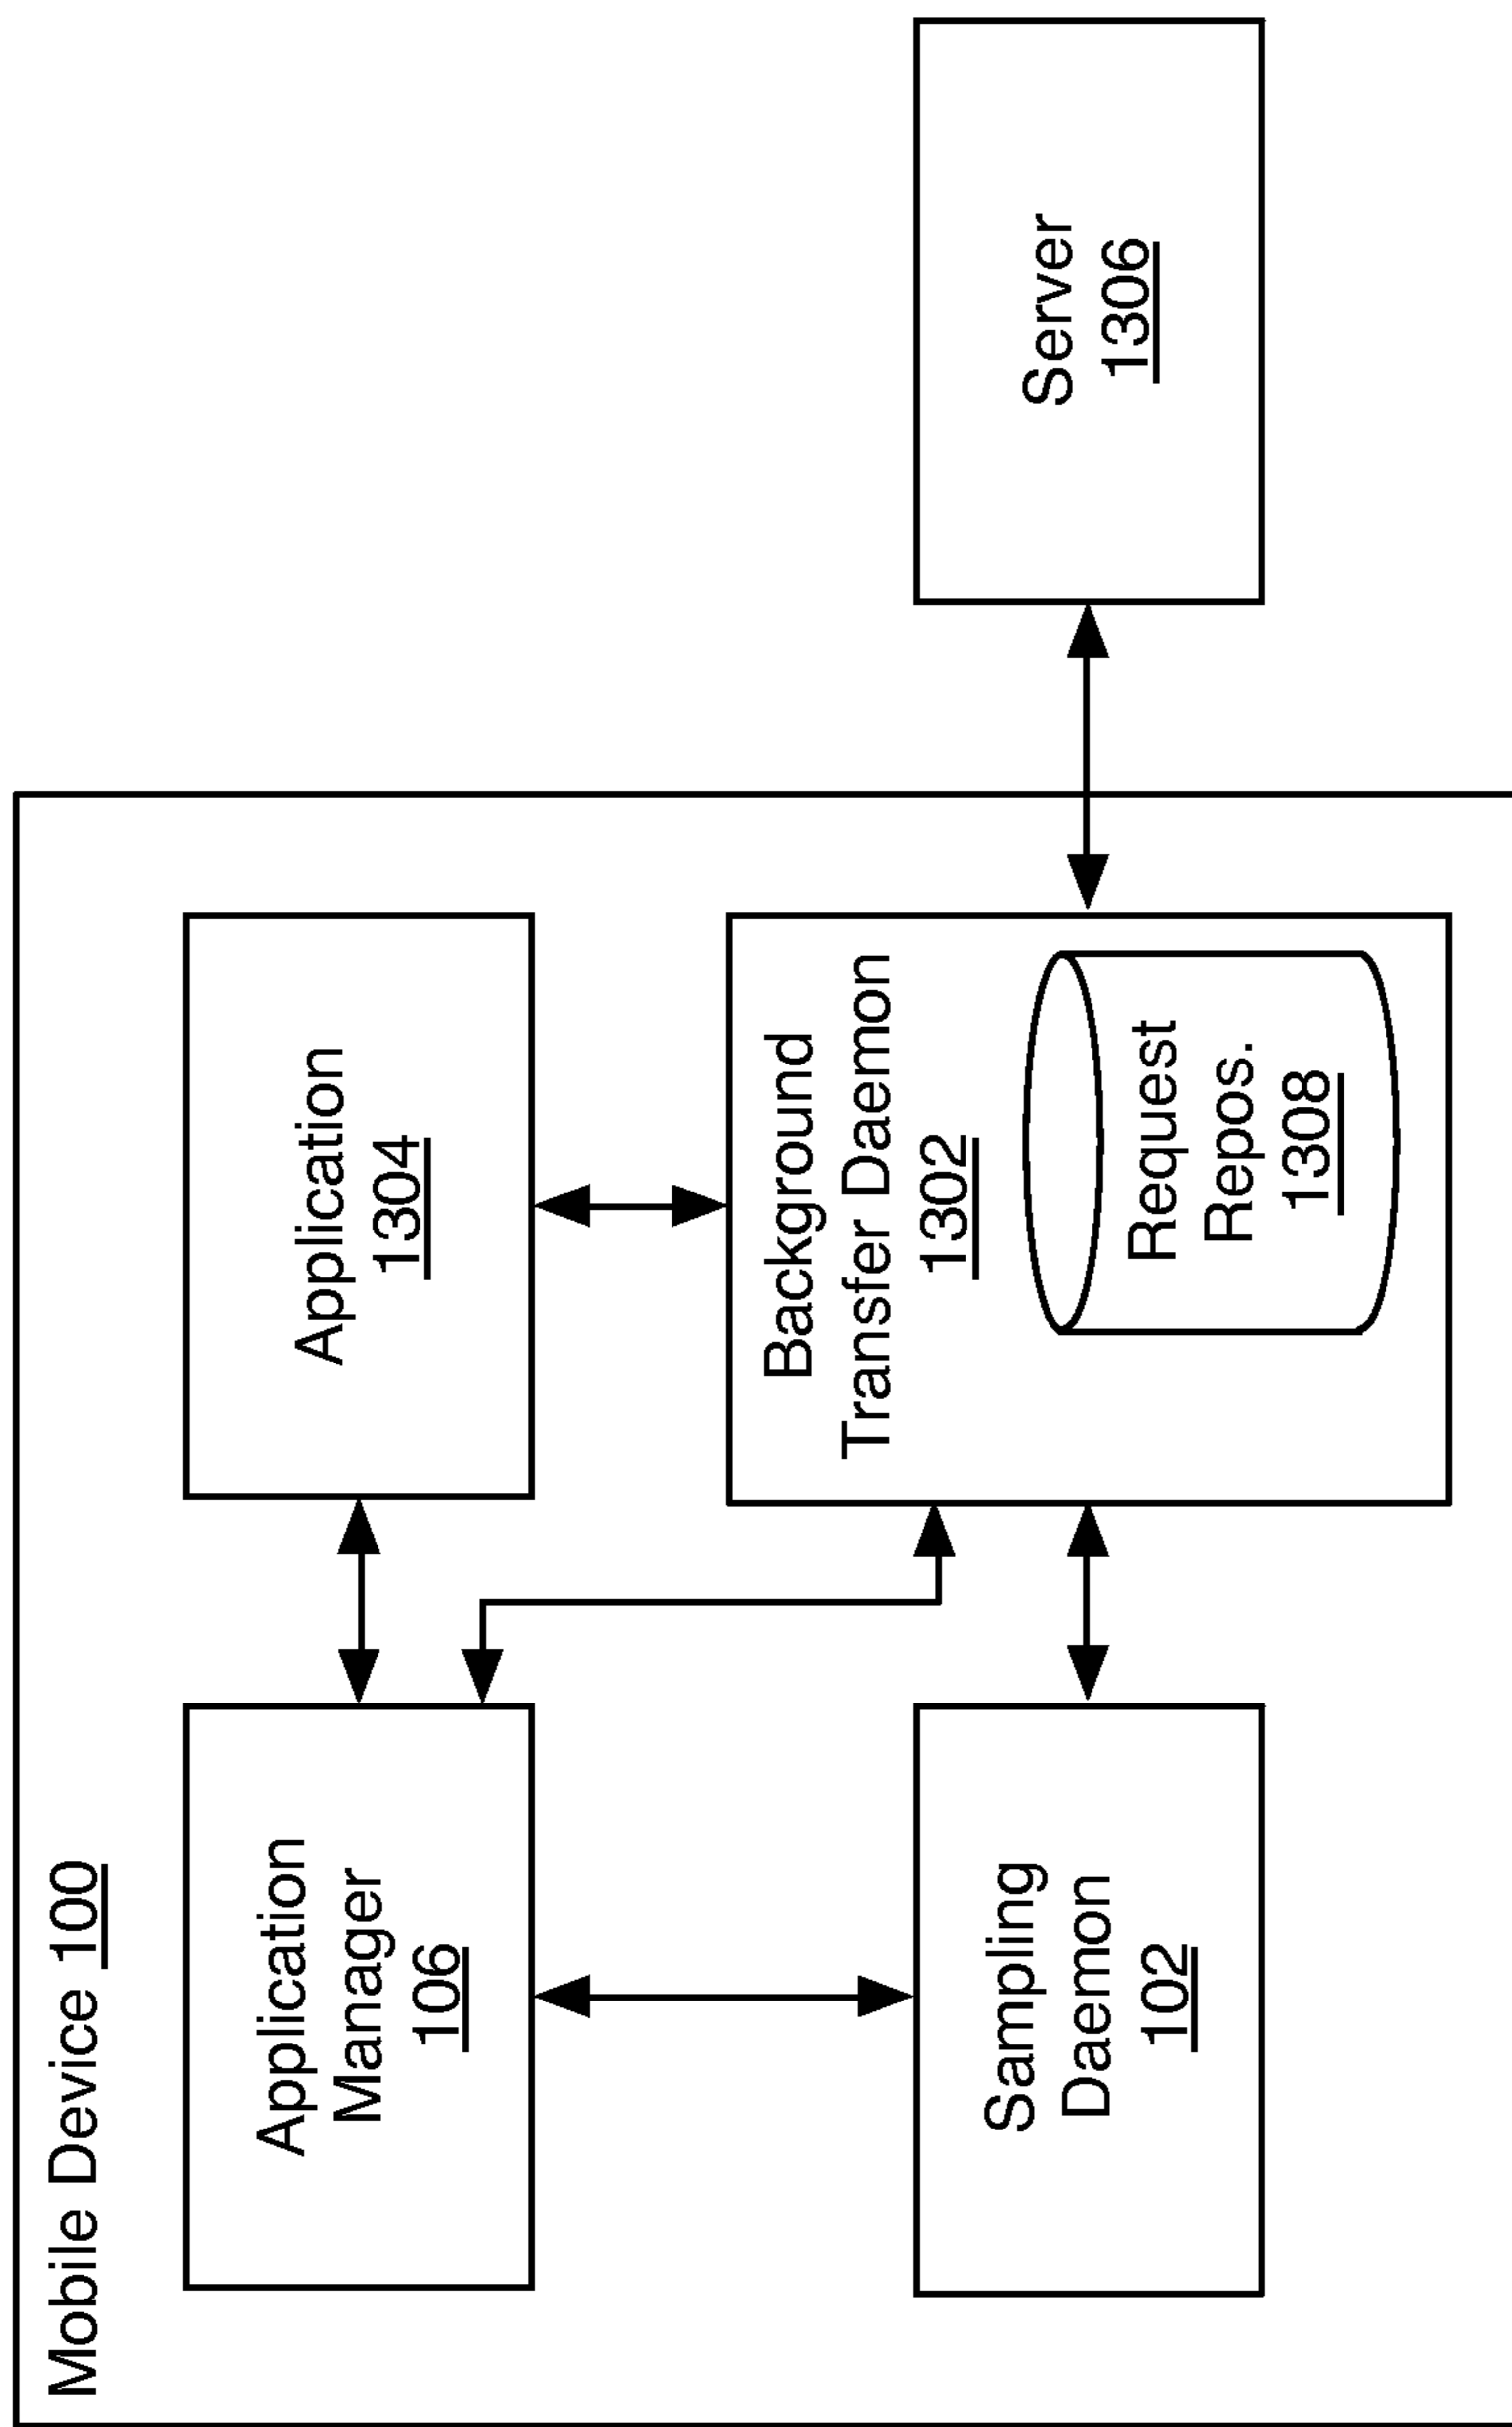 Mobile Device 100
Application
Manager
106
Application
1304
Sampling
Daemon
102
Background
Transfer Daemon
1302
Request
Repos.
1308
Server
1306